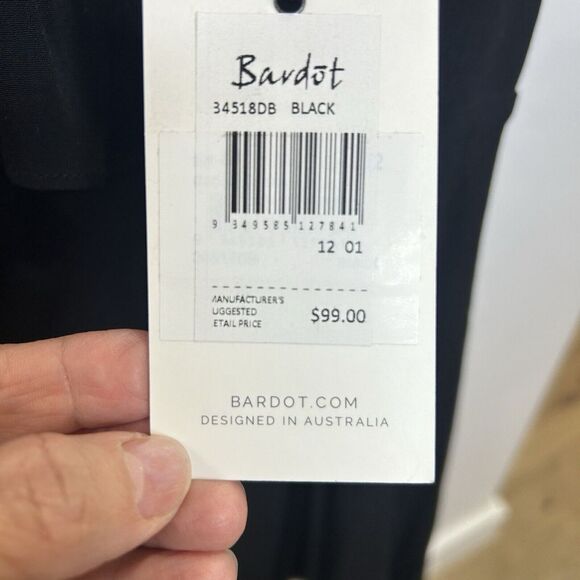 Bardot
34518DB BLACK
9 349585 127841
12 01
MANUFACTURER'S
UGGESTED
ETAIL PRICE
$99.00
BARDOT.COM
DESIGNED IN AUSTRALIA